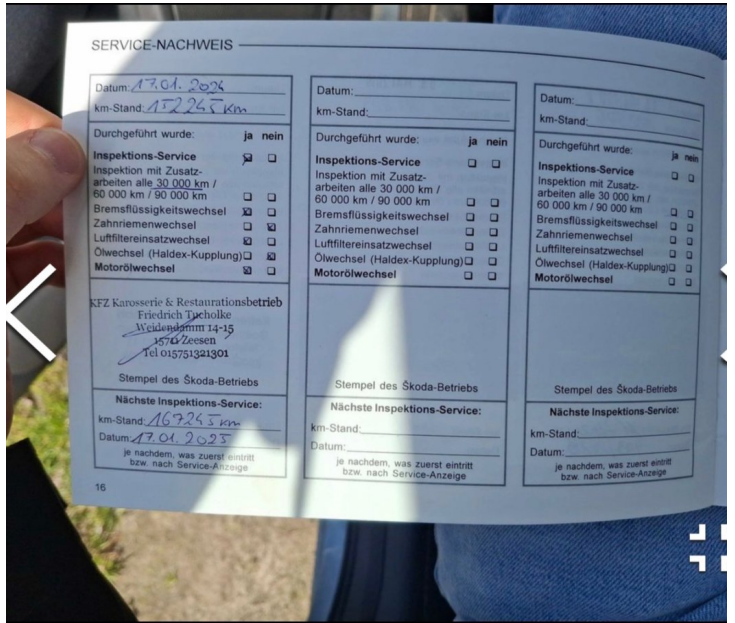 SERVICE-NACHWEIS
Datum: 17.01.2024
km-Stand: 152245 km
Durchgeführt wurde: ja nein
Inspektions-Service
Inspektion mit Zusatz-
arbeiten alle 30 000 km /
60 000 km / 90 000 km
Bremsflüssigkeitswechsel
Zahnriemenwechsel
Luftfiltereinsatzwechsel
Ölwechsel (Haldex-Kupplung)
Motorölwechsel
KFZ Karosserie & Restaurationsbetrieb
Friedrich Tucholke
Weidendamm 14-15
15741 Zeesen
Tel 015751321301
Stempel des Škoda-Betriebs
Nächste Inspektions-Service:
km-Stand: 167245 km
Datum: 17.01.2025
je nachdem, was zuerst eintritt
bzw. nach Service-Anzeige
16
Datum:
km-Stand:
Durchgeführt wurde: ja nein
Inspektions-Service
Inspektion mit Zusatz-
arbeiten alle 30 000 km /
60 000 km / 90 000 km
Bremsflüssigkeitswechsel
Zahnriemenwechsel
Luftfiltereinsatzwechsel
Ölwechsel (Haldex-Kupplung)
Motorölwechsel
Stempel des Škoda-Betriebs
Nächste Inspektions-Service:
km-Stand:
Datum:
je nachdem, was zuerst eintritt
bzw. nach Service-Anzeige
Datum:
km-Stand:
Durchgeführt wurde: ja nein
Inspektions-Service
Inspektion mit Zusatz-
arbeiten alle 30 000 km /
60 000 km / 90 000 km
Bremsflüssigkeitswechsel
Zahnriemenwechsel
Luftfiltereinsatzwechsel
Ölwechsel (Haldex-Kupplung)
Motorölwechsel
Stempel des Škoda-Betriebs
Nächste Inspektions-Service:
km-Stand:
Datum:
je nachdem, was zuerst eintritt
bzw. nach Service-Anzeige